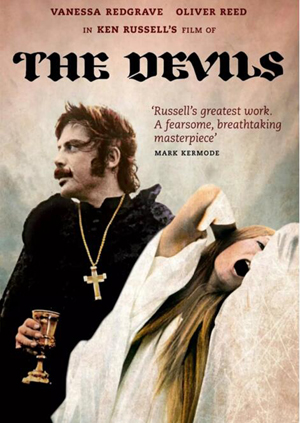 VANESSA REDGRAVE OLIVER REED
IN KEN RUSSELL'S FILM OF
THE DEVILS
'Russell's greatest work.
A fearsome, breathtaking
masterpiece'
MARK KERMODE